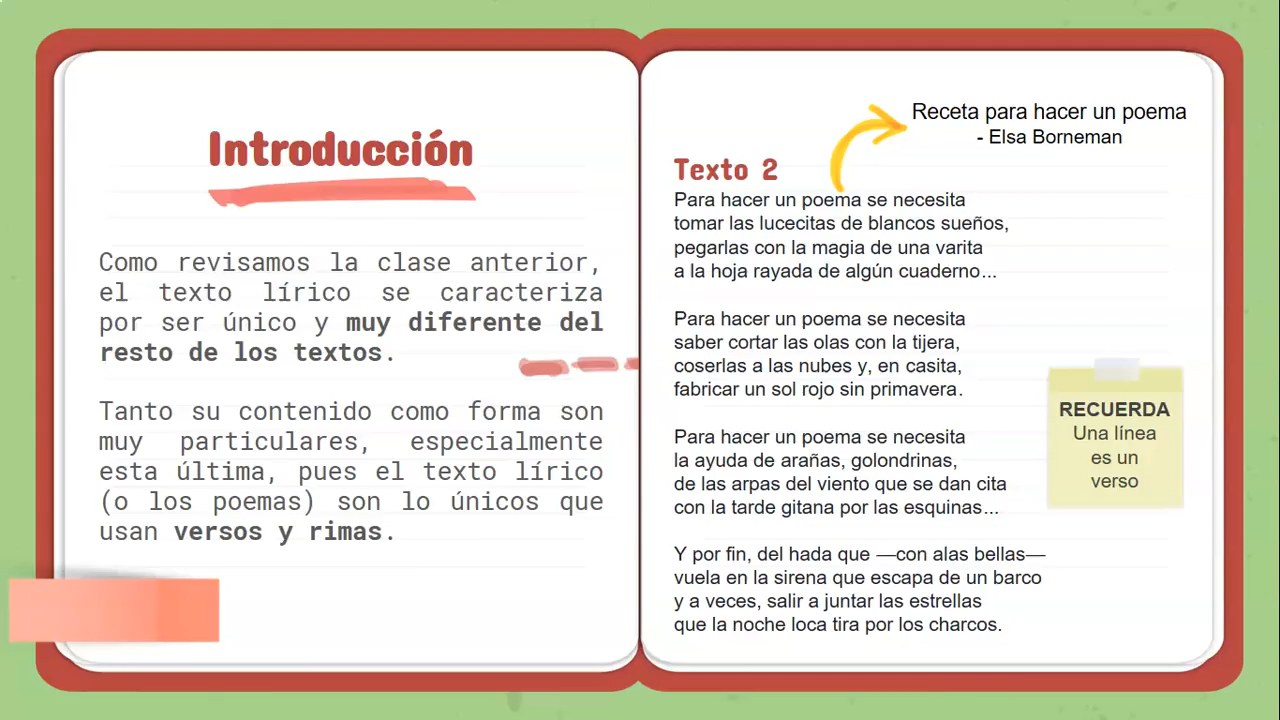 Introducción
Como revisamos la clase anterior,
el texto lírico se caracteriza
por ser único y muy diferente del
resto de los textos.
Tanto su contenido como forma son
muy particulares, especialmente
esta última, pues el texto lírico
(o los poemas) son lo únicos que
usan versos y rimas.
Receta para hacer un poema
- Elsa Borneman
Texto 2
Para hacer un poema se necesita
tomar las lucecitas de blancos sueños,
pegarlas con la magia de una varita
a la hoja rayada de algún cuaderno...
Para hacer un poema se necesita
saber cortar las olas con la tijera,
coserlas a las nubes y, en casita,
fabricar un sol rojo sin primavera.
Para hacer un poema se necesita
la ayuda de arañas, golondrinas,
de las arpas del viento que se dan cita
con la tarde gitana por las esquinas...
Y por fin, del hada que —con alas bellas—
vuela en la sirena que escapa de un barco
y a veces, salir a juntar las estrellas
que la noche loca tira por los charcos.
RECUERDA
Una línea
es un
verso